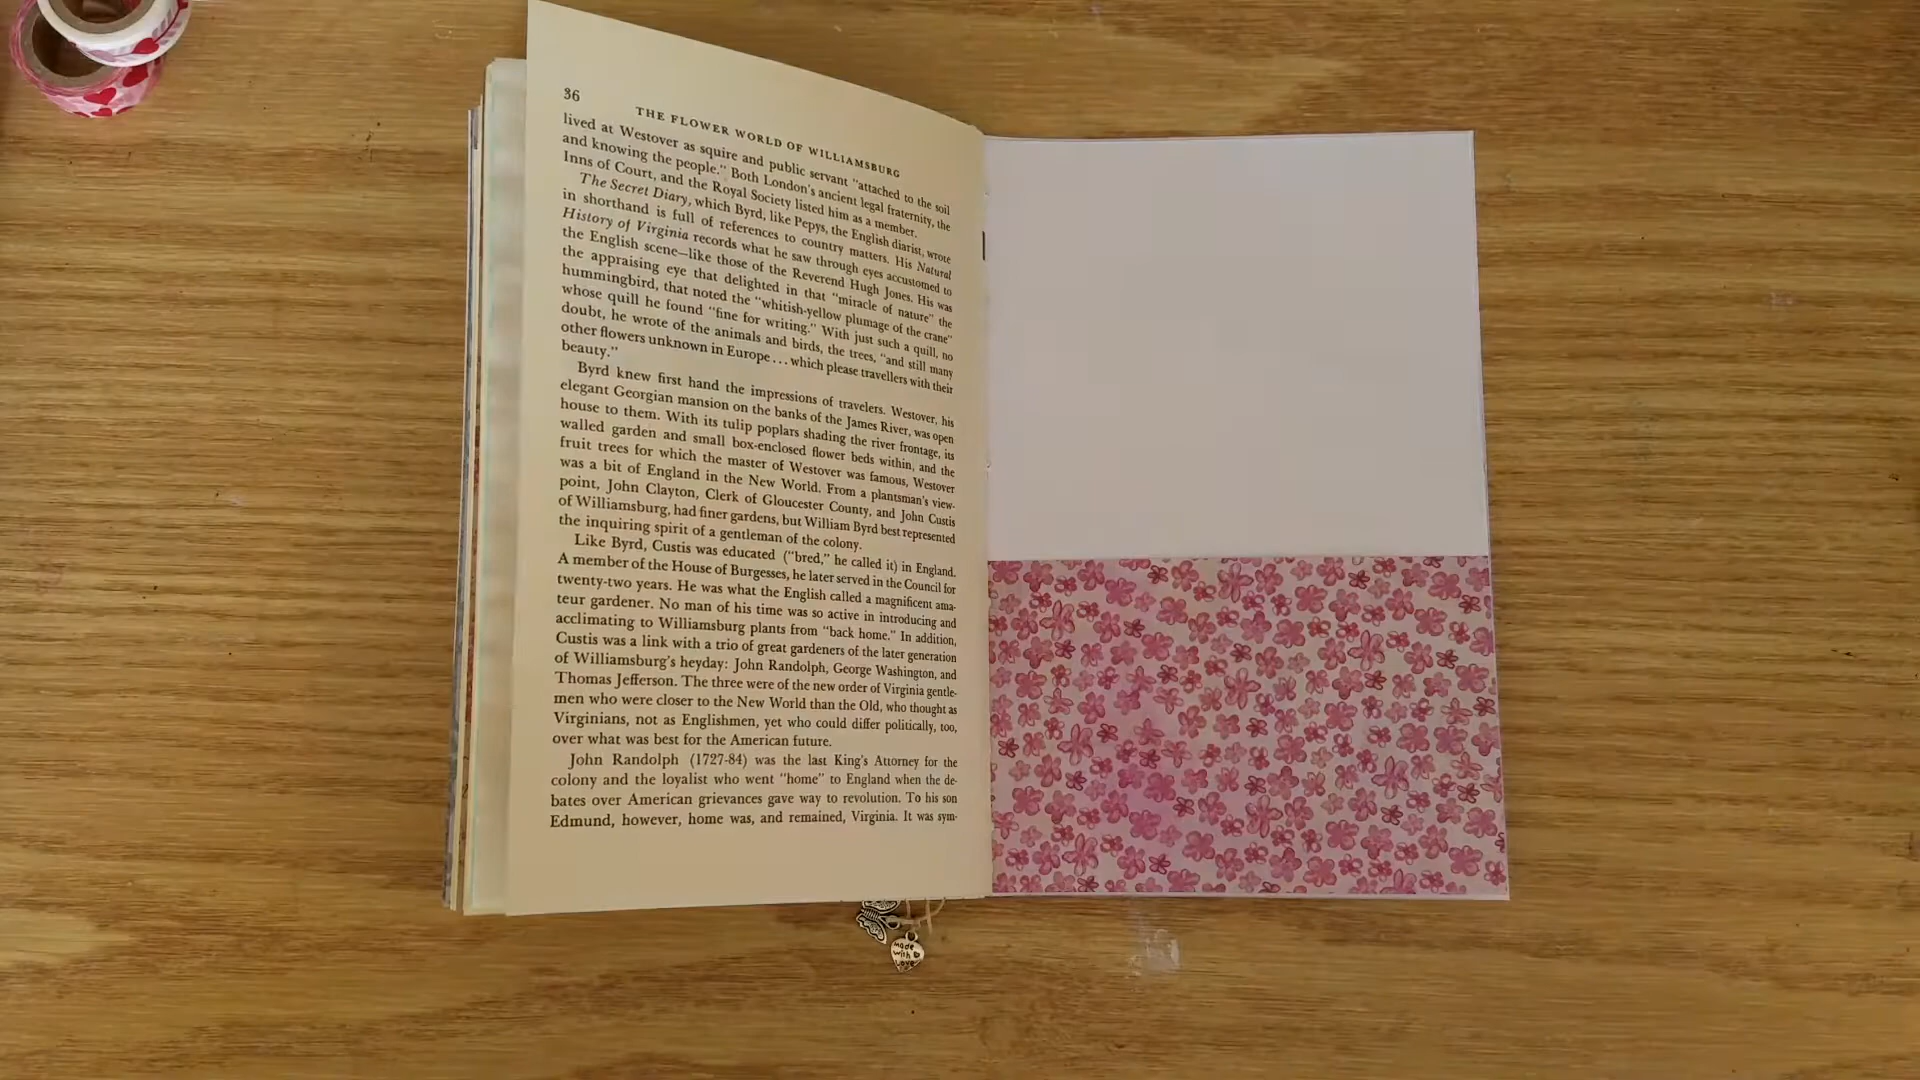 36
THE FLOWER WORLD OF WILLIAMSBURG
lived at Westover as squire and public servant "attached to the soil
and knowing the people." Both London's ancient legal fraternity, the
Inns of Court, and the Royal Society listed him as a member.
The Secret Diary, which Byrd, like Pepys, the English diarist, wrote
in shorthand is full of references to country matters. His Natural
History of Virginia records what he saw through eyes accustomed to
the English scene—like those of the Reverend Hugh Jones. His was
the appraising eye that delighted in that "miracle of nature" the
hummingbird, that noted the "whitish-yellow plumage of the crane"
whose quill he found "fine for writing." With just such a quill, no
doubt, he wrote of the animals and birds, the trees, "and still many
other flowers unknown in Europe ... which please travellers with their
beauty."
Byrd knew first hand the impressions of travelers. Westover, his
elegant Georgian mansion on the banks of the James River, was open
house to them. With its tulip poplars shading the river frontage, its
walled garden and small box-enclosed flower beds within, and the
fruit trees for which the master of Westover was famous, Westover
was a bit of England in the New World. From a plantsman's view-
point, John Clayton, Clerk of Gloucester County, and John Custis
of Williamsburg, had finer gardens, but William Byrd best represented
the inquiring spirit of a gentleman of the colony.
Like Byrd, Custis was educated ("bred," he called it) in England.
A member of the House of Burgesses, he later served in the Council for
twenty-two years. He was what the English called a magnificent ama-
teur gardener. No man of his time was so active in introducing and
acclimating to Williamsburg plants from "back home." In addition,
Custis was a link with a trio of great gardeners of the later generation
of Williamsburg's heyday: John Randolph, George Washington, and
Thomas Jefferson. The three were of the new order of Virginia gentle-
men who were closer to the New World than the Old, who thought as
Virginians, not as Englishmen, yet who could differ politically, too,
over what was best for the American future.
John Randolph (1727-84) was the last King's Attorney for the
colony and the loyalist who went "home" to England when the de-
bates over American grievances gave way to revolution. To his son
Edmund, however, home was, and remained, Virginia. It was sym-
made
with
Love